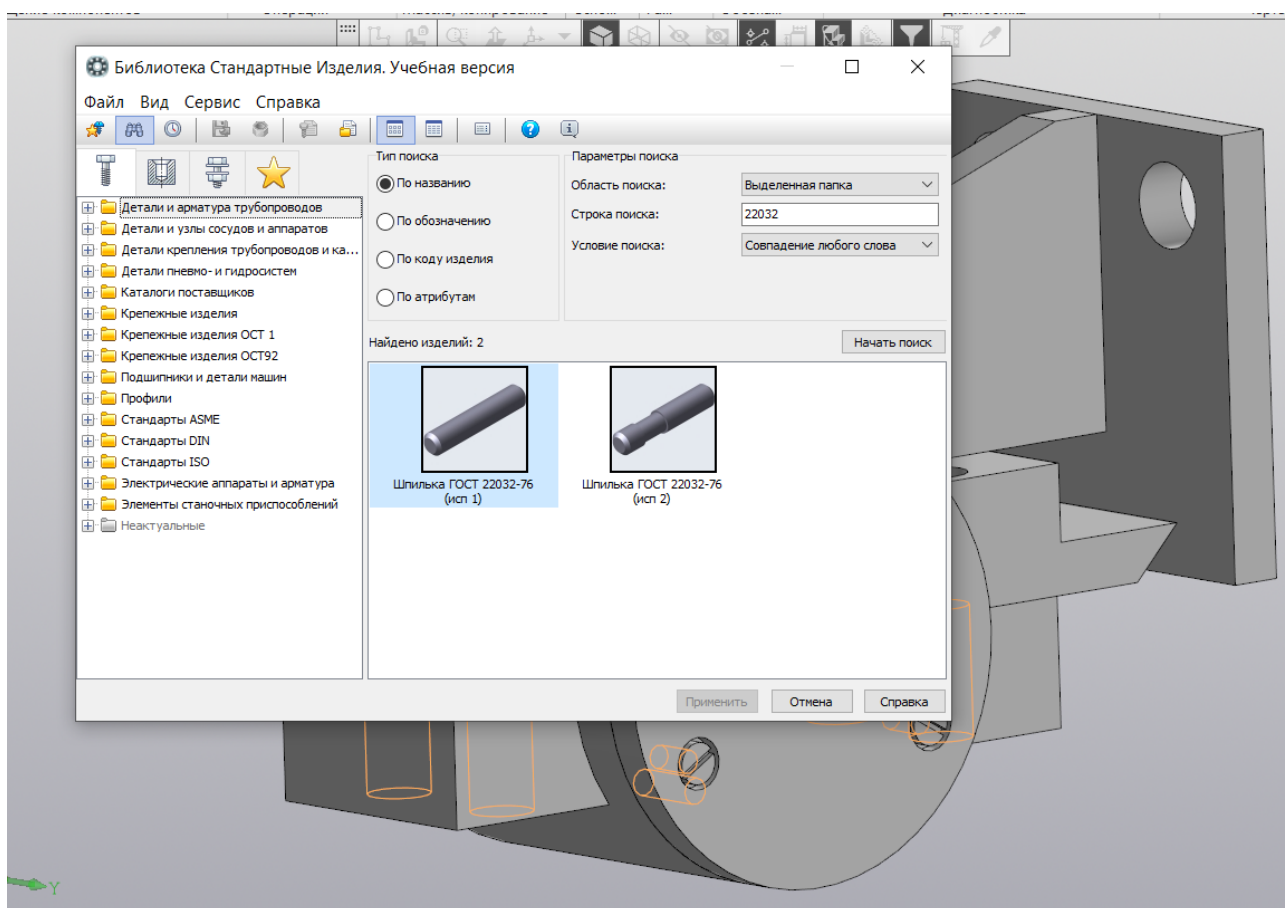 Библиотека Стандартные Изделия. Учебная версия
Файл Вид Сервис Справка
Тип поиска
По названию
По обозначению
По коду изделия
По атрибутам
Параметры поиска
Область поиска: Выделенная папка
Строка поиска: 22032
Условие поиска: Совпадение любого слова
Детали и арматура трубопроводов
Детали и узлы сосудов и аппаратов
Детали крепления трубопроводов и ка...
Детали пневмо- и гидросистем
Каталоги поставщиков
Крепежные изделия
Крепежные изделия ОСТ 1
Крепежные изделия ОСТ92
Подшипники и детали машин
Профили
Стандарты ASME
Стандарты DIN
Стандарты ISO
Электрические аппараты и арматура
Элементы станочных приспособлений
Неактуальные
Найдено изделий: 2
Начать поиск
Шпилька ГОСТ 22032-76
(исп 1)
Шпилька ГОСТ 22032-76
(исп 2)
Применить Отмена Справка
Y